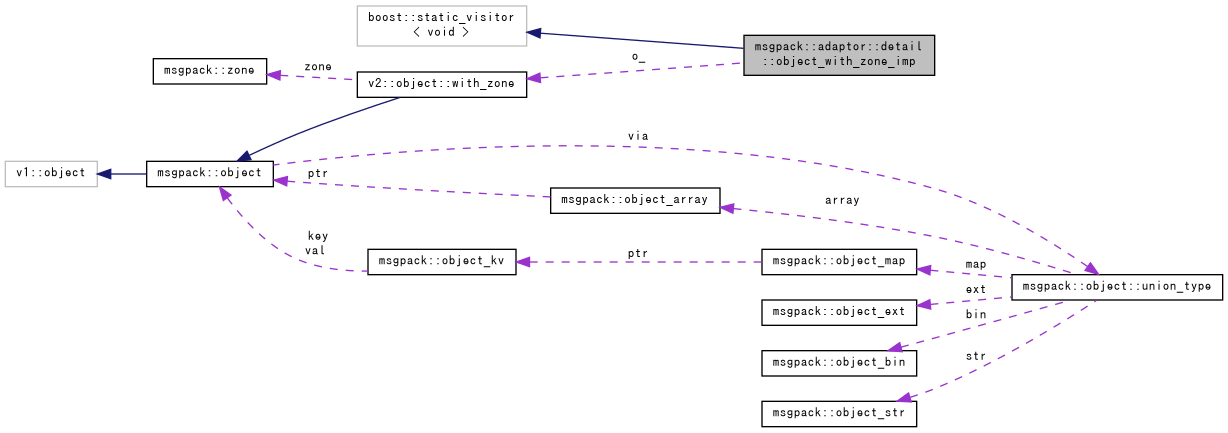 boost::static_visitor
< void >
msgpack::adaptor::detail
::object_with_zone_imp
o_
zone
msgpack::zone
v2::object::with_zone
via
v1::object
msgpack::object
ptr
msgpack::object_array
array
key
val
msgpack::object_kv
ptr
msgpack::object_map
map
msgpack::object::union_type
ext
msgpack::object_ext
bin
msgpack::object_bin
str
msgpack::object_str